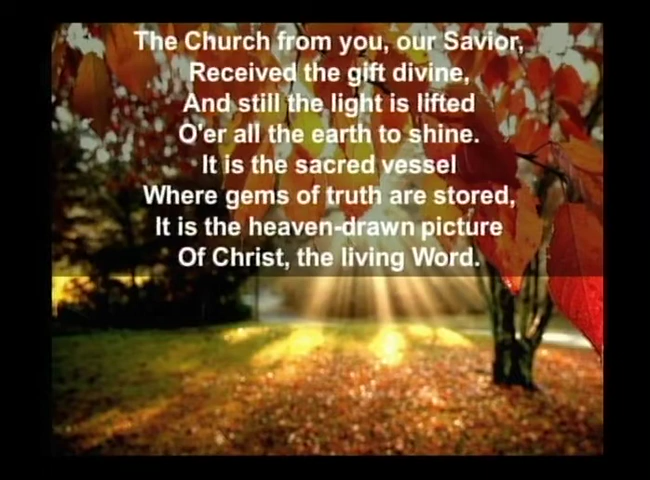 The Church from you, our Savior,
Received the gift divine,
And still the light is lifted
O'er all the earth to shine.
It is the sacred vessel
Where gems of truth are stored,
It is the heaven-drawn picture
Of Christ, the living Word.